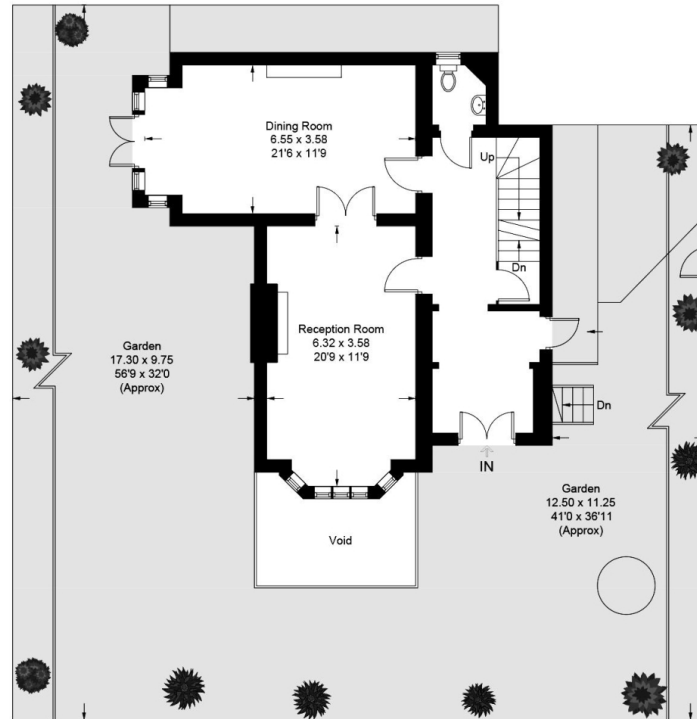 Dining Room
6.55 x 3.58
21'6 x 11'9
Up
Dn
Reception Room
6.32 x 3.58
20'9 x 11'9
Garden
17.30 x 9.75
56'9 x 32'0
(Approx)
Dn
IN
Garden
12.50 x 11.25
41'0 x 36'11
(Approx)
Void